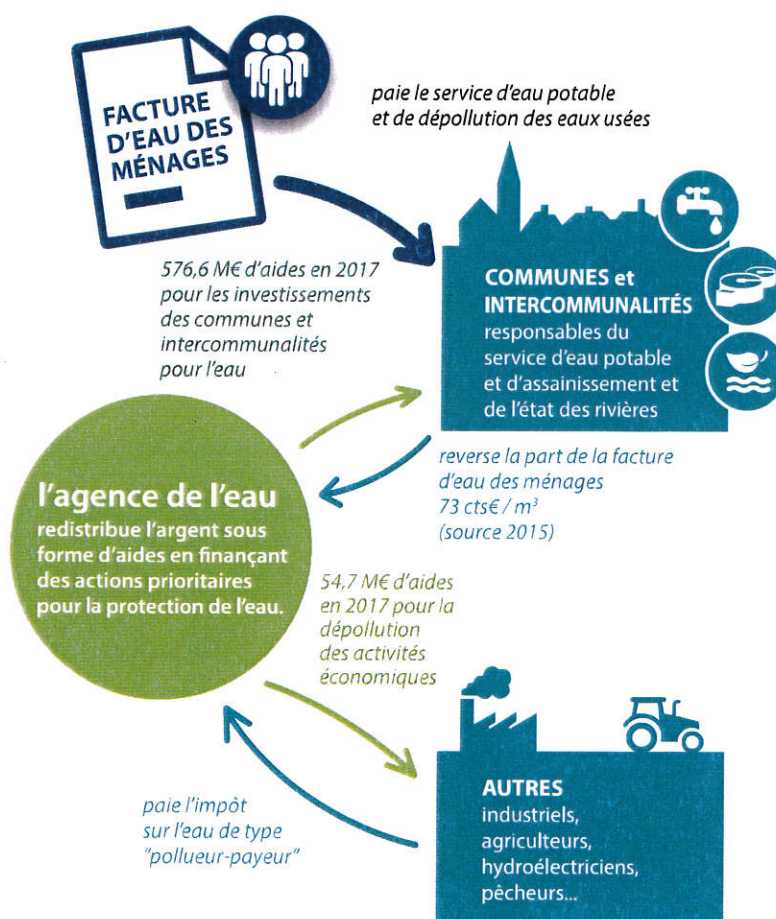 FACTURE
D'EAU DES
MÉNAGES
paie le service d'eau potable
et de dépollution des eaux usées
576,6 M€ d'aides en 2017
pour les investissements
des communes et
intercommunalités
pour l'eau
COMMUNES et
INTERCOMMUNALITÉS
responsables du
service d'eau potable
et d'assainissement et
de l'état des rivières
reverse la part de la facture
d'eau des ménages
73 cts€ / m³
(source 2015)
l'agence de l'eau
redistribue l'argent sous
forme d'aides en finançant
des actions prioritaires
pour la protection de l'eau.
54,7 M€ d'aides
en 2017 pour la
dépollution
des activités
économiques
paie l'impôt
sur l'eau de type
"pollueur-payeur"
AUTRES
industriels,
agriculteurs,
hydroélectriciens,
pêcheurs...